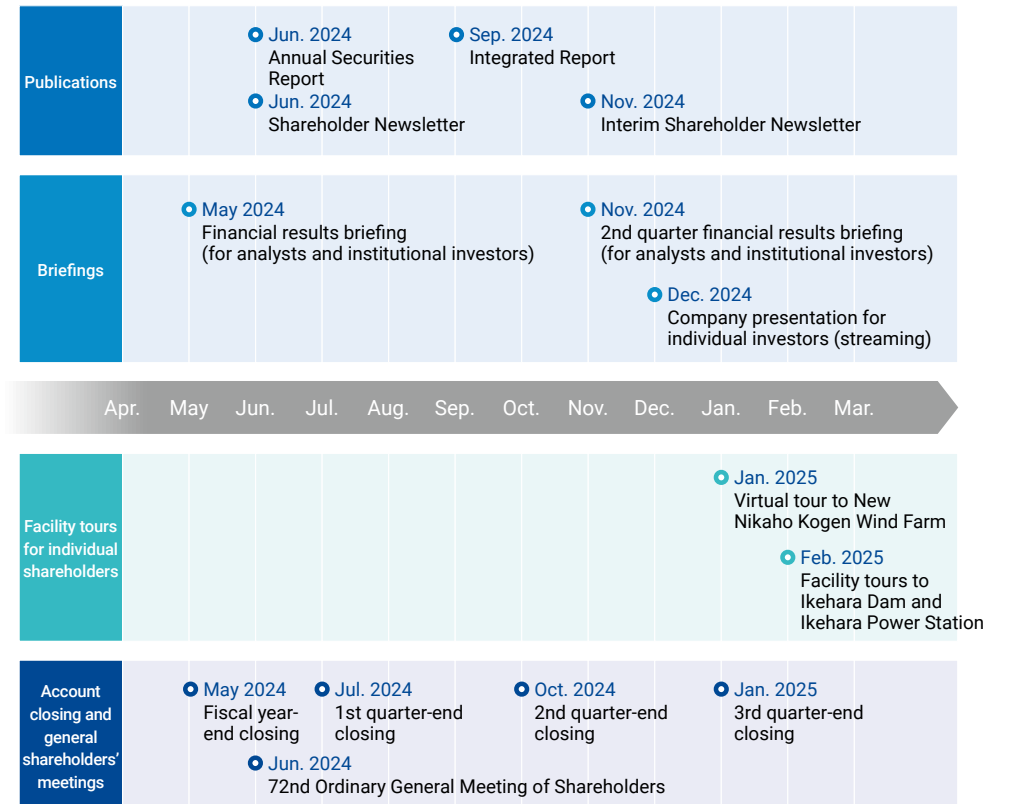 Publications
Jun. 2024
Annual Securities
Report
Jun. 2024
Shareholder Newsletter
Sep. 2024
Integrated Report
Nov. 2024
Interim Shareholder Newsletter
Briefings
May 2024
Financial results briefing
(for analysts and institutional investors)
Nov. 2024
2nd quarter financial results briefing
(for analysts and institutional investors)
Dec. 2024
Company presentation for
individual investors (streaming)
Apr. May Jun. Jul. Aug. Sep. Oct. Nov. Dec. Jan. Feb. Mar.
Facility tours
for individual
shareholders
Jan. 2025
Virtual tour to New
Nikaho Kogen Wind Farm
Feb. 2025
Facility tours to
Ikehara Dam and
Ikehara Power Station
Account
closing and
general
shareholders’
meetings
May 2024
Fiscal year-
end closing
Jul. 2024
1st quarter-end
closing
Oct. 2024
2nd quarter-end
closing
Jan. 2025
3rd quarter-end
closing
Jun. 2024
72nd Ordinary General Meeting of Shareholders